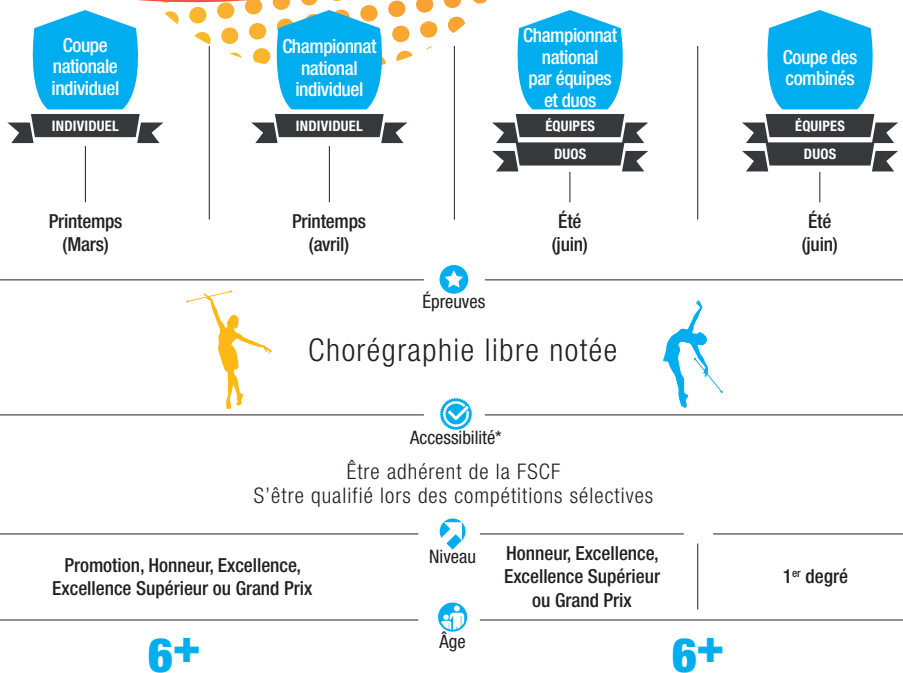 Coupe
nationale
individuel
INDIVIDUEL
Printemps
(Mars)
Championnat
national
individuel
INDIVIDUEL
Printemps
(avril)
Championnat
national
par équipes
et duos
ÉQUIPES
DUOS
Été
(juin)
Coupe des
combinés
ÉQUIPES
DUOS
Été
(juin)
Épreuves
Chorégraphie libre notée
Accessibilité*
Être adhérent de la FSCF
S'être qualifié lors des compétitions sélectives
Niveau
Promotion, Honneur, Excellence,
Excellence Supérieur ou Grand Prix
Honneur, Excellence,
Excellence Supérieur
ou Grand Prix
1er degré
Âge
6+
6+